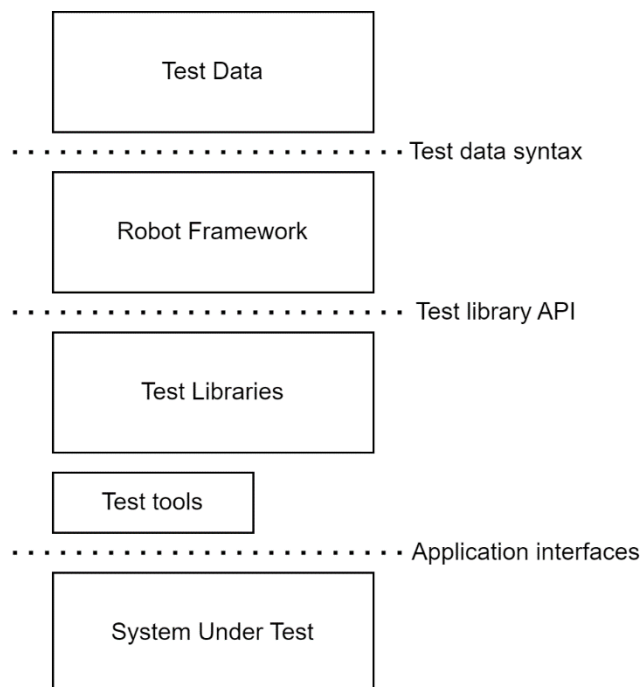 Test Data
Test data syntax
Robot Framework
Test library API
Test Libraries
Test tools
Application interfaces
System Under Test